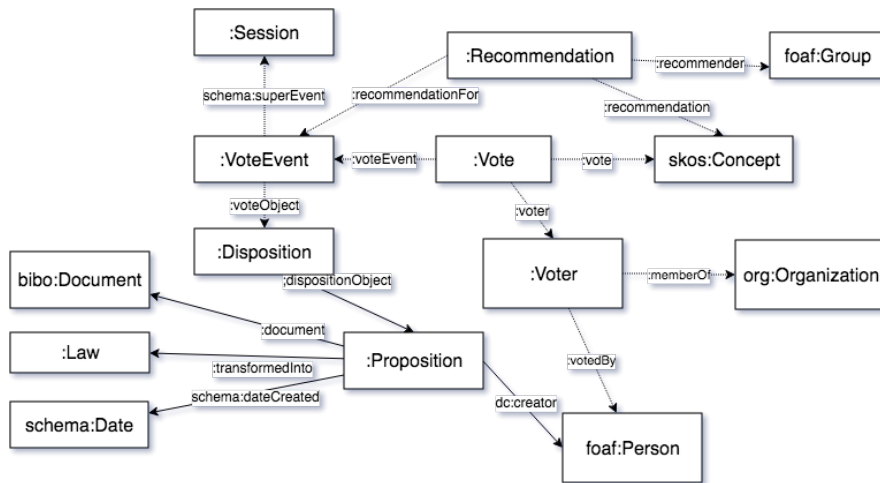 :Session
:Recommendation
:recommender
foaf:Group
schema:superEvent
:recommendationFor
:recommendation
:VoteEvent
:voteEvent
:Vote
:vote
skos:Concept
:voteObject
:voter
:Disposition
;dispositionObject
:Voter
:memberOf
org:Organization
bibo:Document
:document
:Law
:transformedInto
:Proposition
:votedBy
schema:dateCreated
dc:creator
schema:Date
foaf:Person